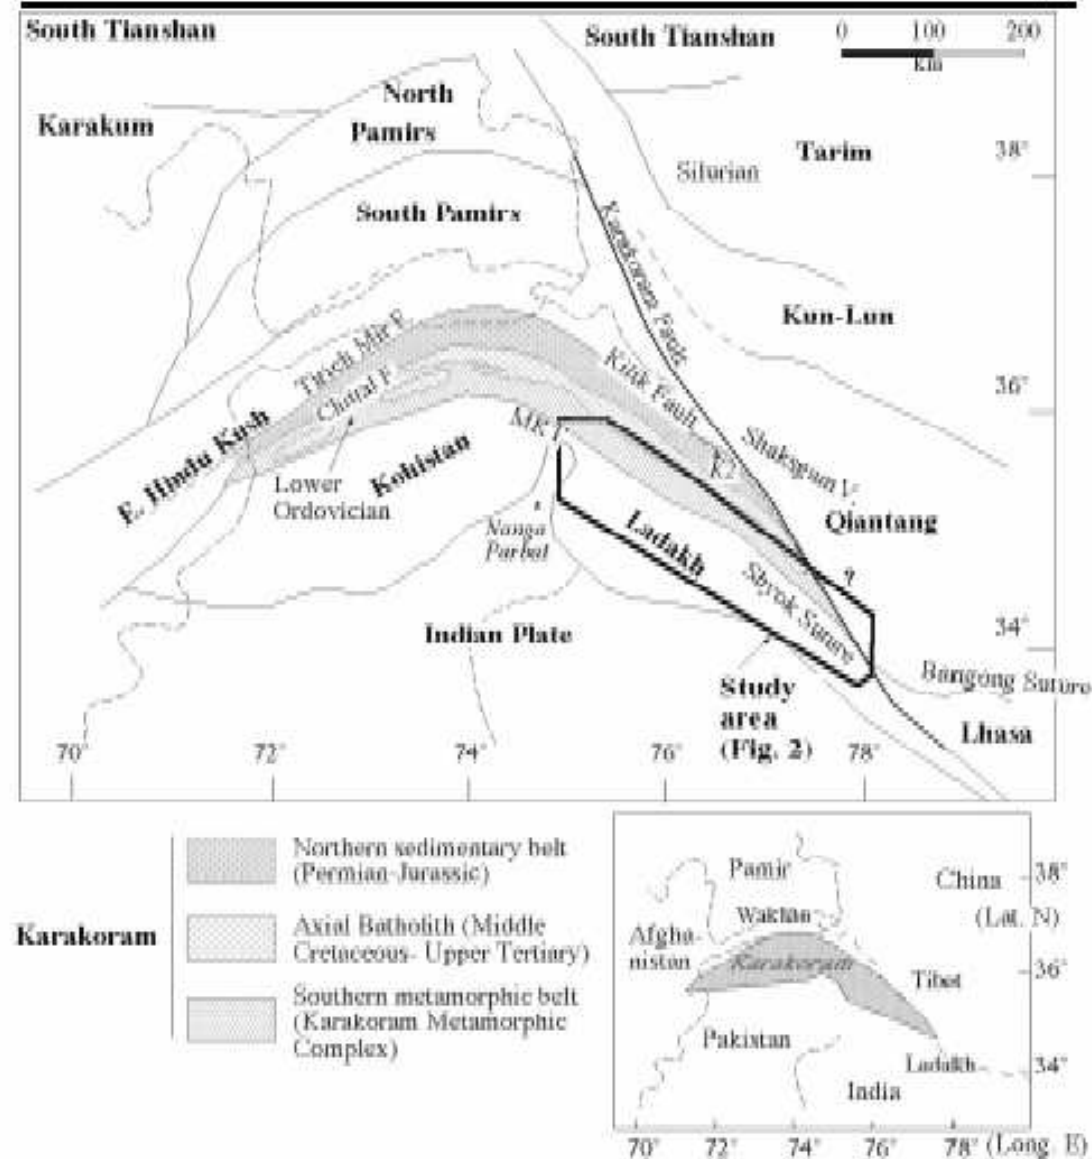 South Tianshan
South Tianshan
0 100 200
km
North
Pamirs
Karakum
Tarim
38°
Silurian
South Pamirs
Karakoram Fault
Kun-Lun
Tirich Mir F.
Kilik Fault
36°
Chitral F.
E. Hindu Kush
MKT
Shaksgum V.
K2
Kohistan
Lower
Ordovician
Qiantang
Nanga
Parbat
Ladakh
?
Shyok Suture
34°
Indian Plate
Bangong Suture
Study
area
(Fig. 2)
Lhasa
70° 72° 74° 76° 78°
Karakoram
Northern sedimentary belt
(Permian-Jurassic)
Axial Batholith (Middle
Cretaceous- Upper Tertiary)
Southern metamorphic belt
(Karakoram Metamorphic
Complex)
Pamir
China
38°
(Lat. N)
Wakhan
Afgha-
nistan
Karakoram
36°
Tibet
Pakistan
Ladakh
34°
India
70° 72° 74° 76° 78° (Long. E)